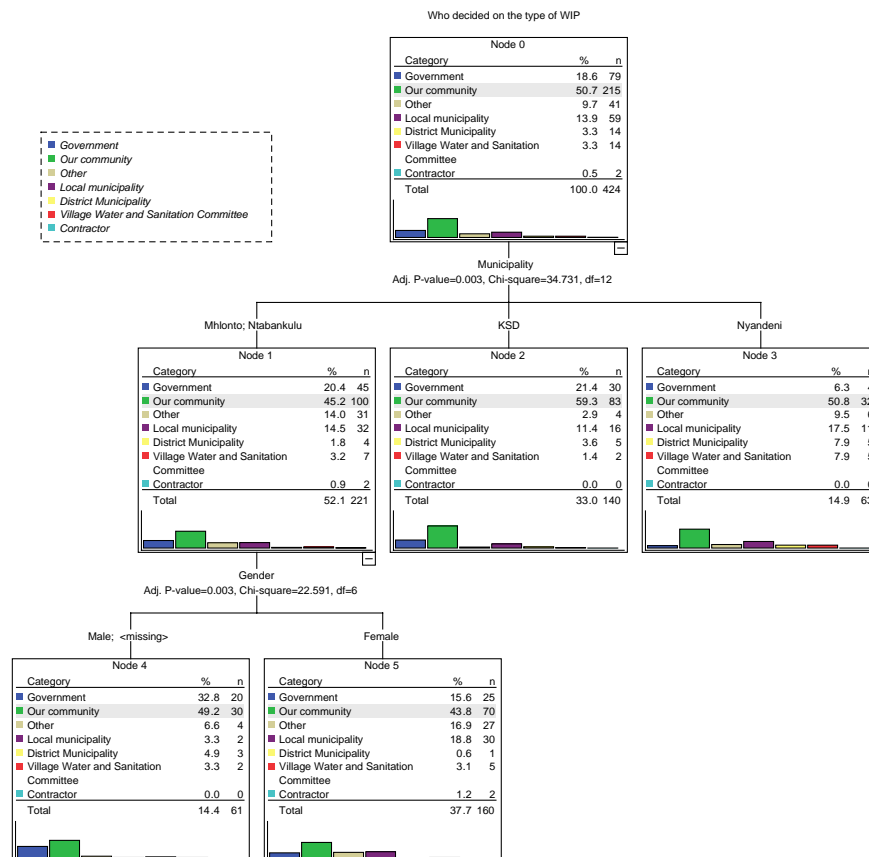 Who decided on the type of WIP
Node 0
Category % n
Government 18.6 79
Our community 50.7 215
Other 9.7 41
Local municipality 13.9 59
District Municipality 3.3 14
Village Water and Sanitation 3.3 14
Committee
Contractor 0.5 2
Total 100.0 424
Government
Our community
Other
Local municipality
District Municipality
Village Water and Sanitation Committee
Contractor
Municipality
Adj. P-value=0.003, Chi-square=34.731, df=12
Mhlonto; Ntabankulu
KSD
Nyandeni
Node 1
Category % n
Government 20.4 45
Our community 45.2 100
Other 14.0 31
Local municipality 14.5 32
District Municipality 1.8 4
Village Water and Sanitation 3.2 7
Committee
Contractor 0.9 2
Total 52.1 221
Node 2
Category % n
Government 21.4 30
Our community 59.3 83
Other 2.9 4
Local municipality 11.4 16
District Municipality 3.6 5
Village Water and Sanitation 1.4 2
Committee
Contractor 0.0 0
Total 33.0 140
Node 3
Category %
Government 6.3
Our community 50.8 32
Other 9.5
Local municipality 17.5 11
District Municipality 7.9
Village Water and Sanitation 7.9
Committee
Contractor 0.0
Total 14.9 63
Gender
Adj. P-value=0.003, Chi-square=22.591, df=6
Male; <missing>
Female
Node 4
Category % n
Government 32.8 20
Our community 49.2 30
Other 6.6 4
Local municipality 3.3 2
District Municipality 4.9 3
Village Water and Sanitation 3.3 2
Committee
Contractor 0.0 0
Total 14.4 61
Node 5
Category % n
Government 15.6 25
Our community 43.8 70
Other 16.9 27
Local municipality 18.8 30
District Municipality 0.6 1
Village Water and Sanitation 3.1 5
Committee
Contractor 1.2 2
Total 37.7 160